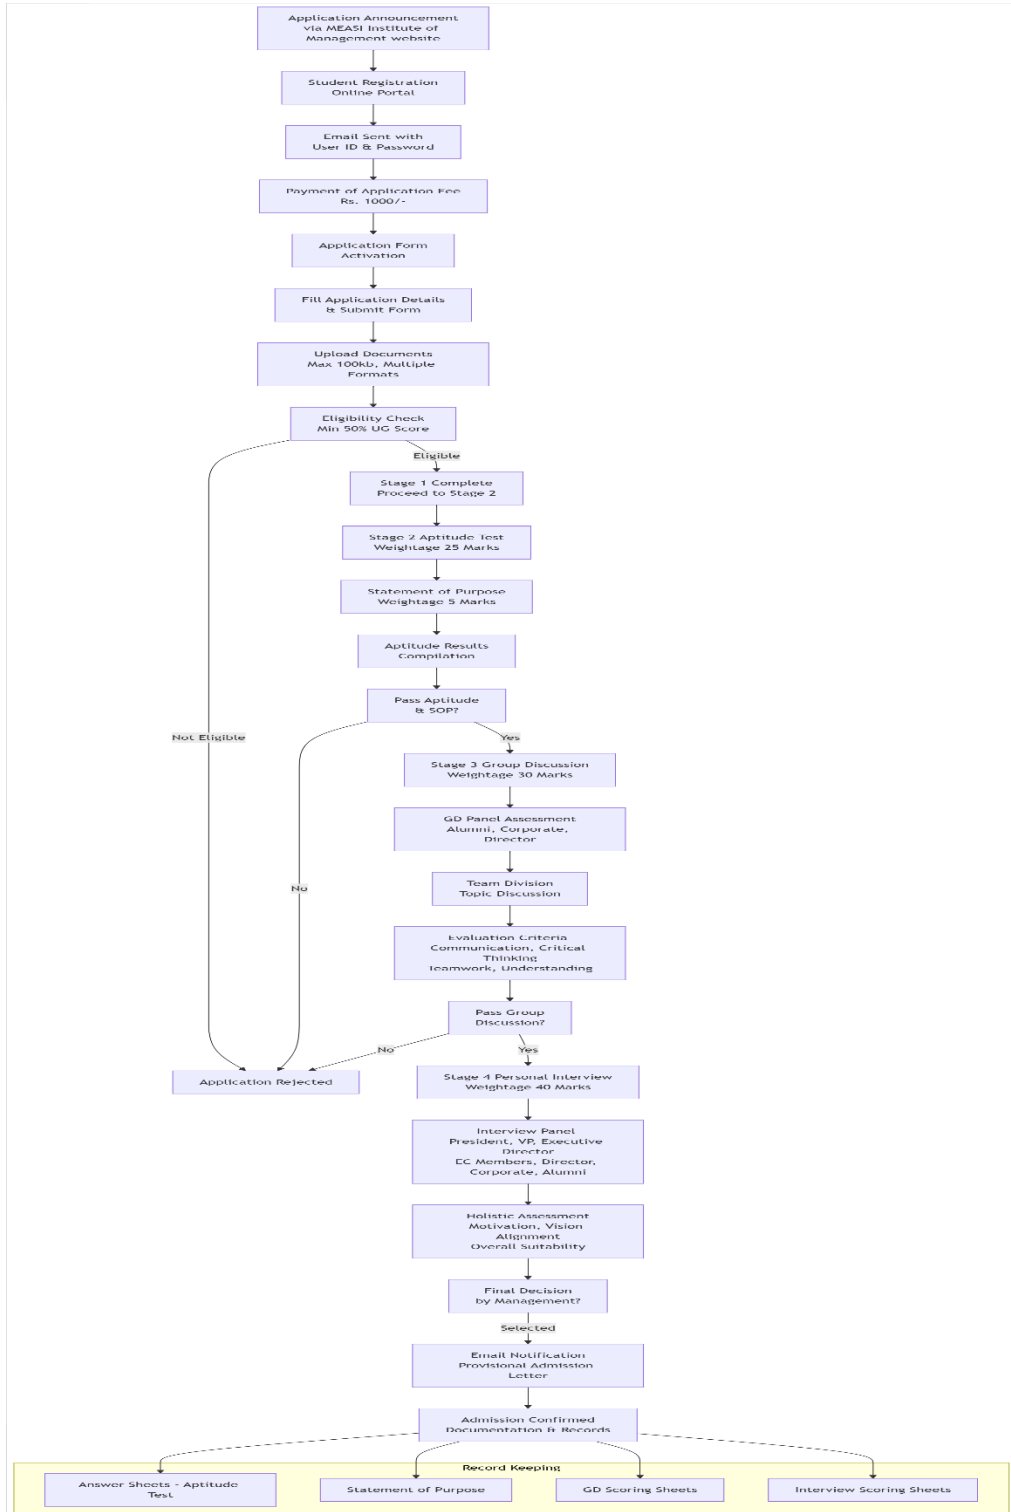 Application Announcement
via MEASI Institute of
Management website
Student Registration
Online Portal
Email Sent with
User ID & Password
Payment of Application Fee
Rs. 1000/-
Application Form
Activation
Fill Application Details
& Submit Form
Upload Documents
Max 100kb, Multiple
Formats
Eligibility Check
Min 50% UG Score
Eligible
Stage 1 Complete
Proceed to Stage 2
Stage 2 Aptitude Test
Weightage 25 Marks
Statement of Purpose
Weightage 5 Marks
Aptitude Results
Compilation
Pass Aptitude
& SOP?
Not Eligible
Yes
Stage 3 Group Discussion
Weightage 30 Marks
GD Panel Assessment
Alumni, Corporate,
Director
Team Division
Topic Discussion
No
Evaluation Criteria
Communication, Critical
Thinking
Teamwork, Understanding
Pass Group
Discussion?
No
Yes
Application Rejected
Stage 4 Personal Interview
Weightage 40 Marks
Interview Panel
President, VP, Executive
Director
EC Members, Director,
Corporate, Alumni
Holistic Assessment
Motivation, Vision
Alignment
Overall Suitability
Final Decision
by Management?
Selected
Email Notification
Provisional Admission
Letter
Admission Confirmed
Documentation & Records
Record Keeping
Answer Sheets - Aptitude
Test
Statement of Purpose
GD Scoring Sheets
Interview Scoring Sheets